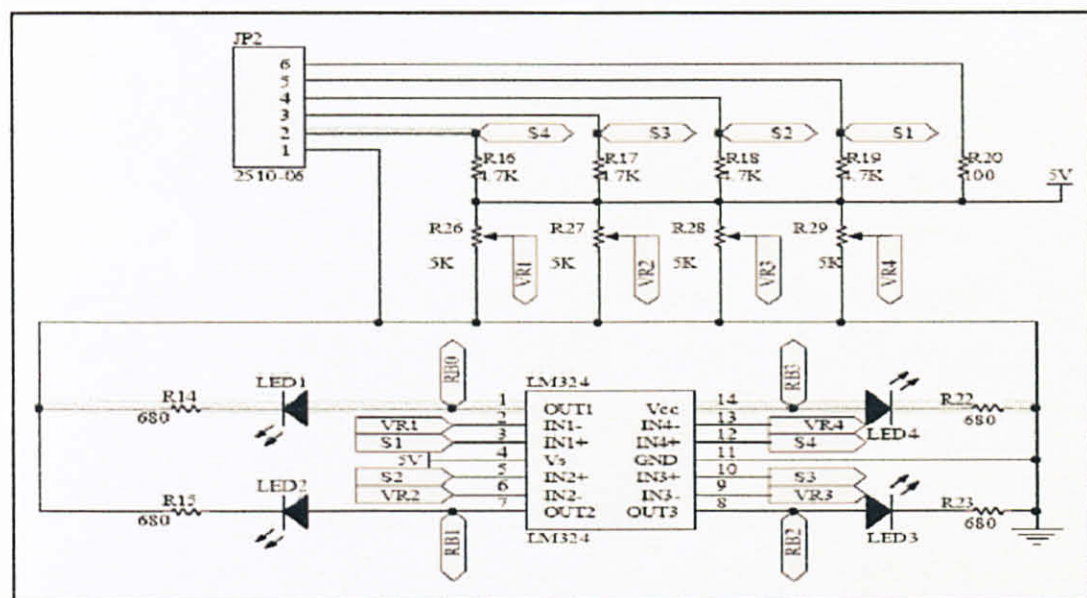 JP2
6
5
4
3
2
1
2510-06
S4
S3
S2
S1
R16
4.7K
R17
4.7K
R18
4.7K
R19
4.7K
R20
100
5V
R26
5K
VR1
R27
5K
VR2
R28
5K
VR3
R29
5K
VR4
RB0
RB3
LED1
R14
680
LM324
1
OUT1
Vcc
14
LED4
R22
680
VR1
2
IN1-
IN4-
13
VR4
S1
3
IN1+
IN4+
12
S4
5V
4
Vs
GND
11
S2
5
IN2+
IN3+
10
S3
VR2
6
IN2-
IN3-
9
VR3
7
OUT2
OUT3
8
LM324
LED2
R15
680
RB1
RB2
LED3
R23
680